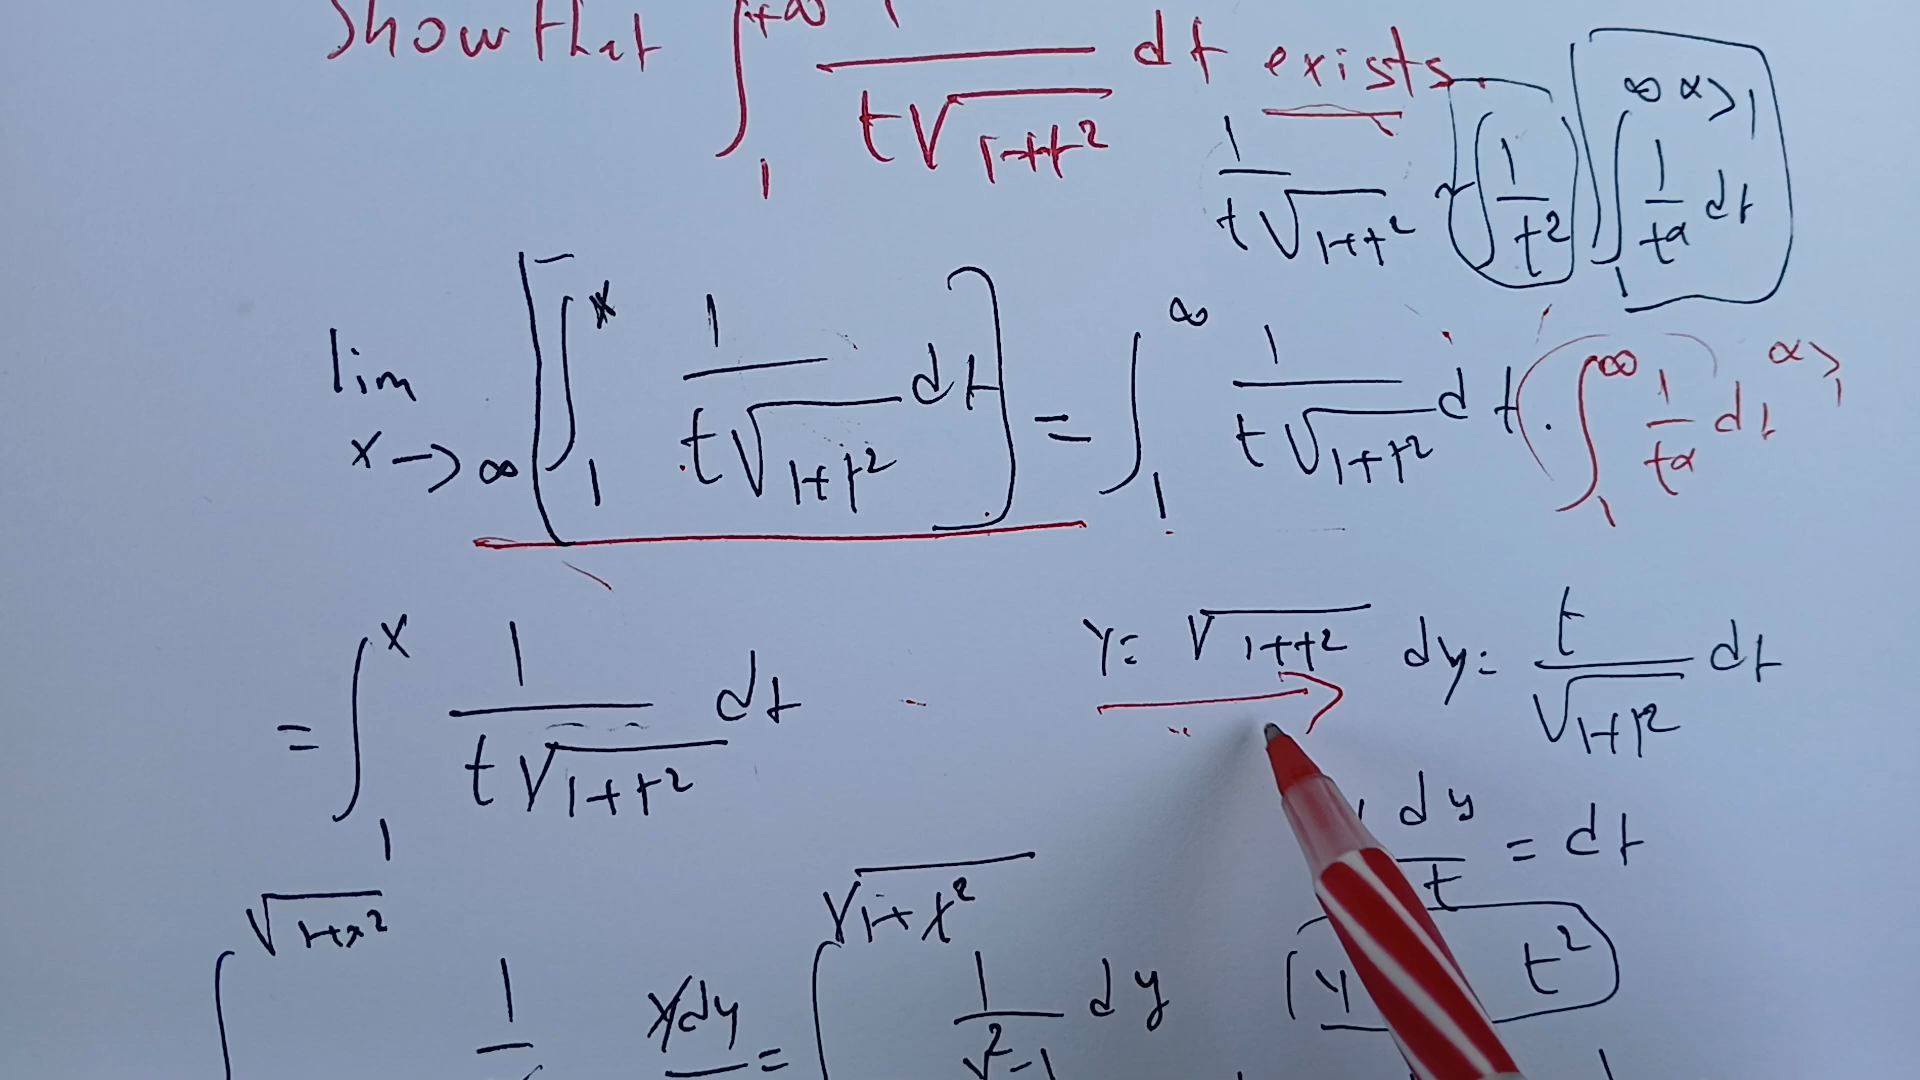 Show that ∫₁^{+∞} 1/(t√(1+t²)) dt exists.
1/(t√(1+t²)) ~ (1/t²) ∫₁^∞ 1/t^α dt α>1
lim x→∞ [∫₁^x 1/(t√(1+t²)) dt] = ∫₁^∞ 1/(t√(1+t²)) dt. ∫₁^∞ 1/t^α dt α>1
= ∫₁^x 1/(t√(1+t²)) dt y = √(1+t²) dy = t/√(1+t²) dt
dy/t = dt
√(1+x²) √(1+x²) t²
1 ydy = 1/(y²-1) dy